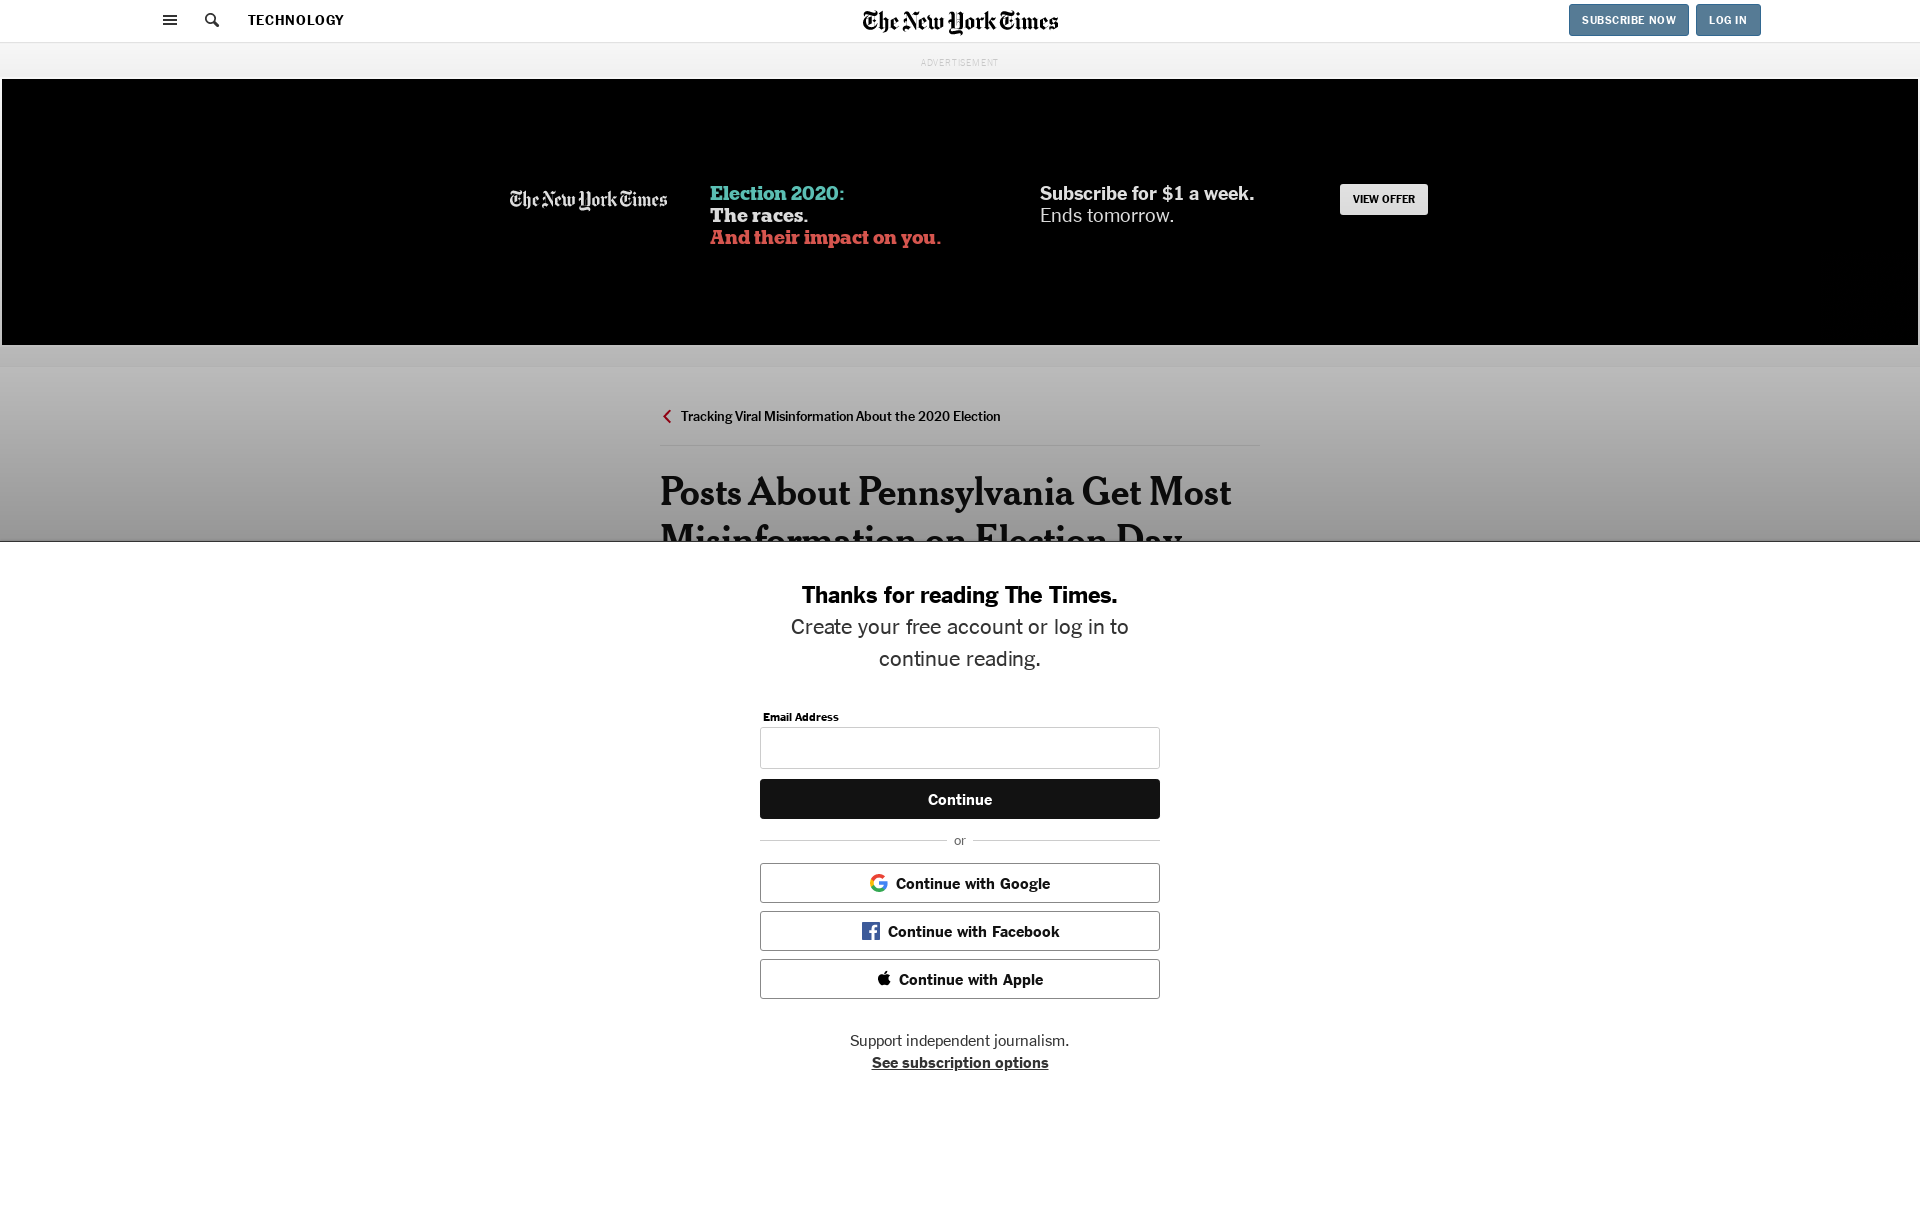 TECHNOLOGY
The New York Times
SUBSCRIBE NOW
LOG IN
ADVERTISEMENT
The New York Times
Election 2020:
The races.
And their impact on you.
Subscribe for $1 a week.
Ends tomorrow.
VIEW OFFER
Tracking Viral Misinformation About the 2020 Election
Posts About Pennsylvania Get Most
Misinformation on Election Day
Thanks for reading The Times.
Create your free account or log in to
continue reading.
Email Address
Continue
or
Continue with Google
Continue with Facebook
Continue with Apple
Support independent journalism.
See subscription options